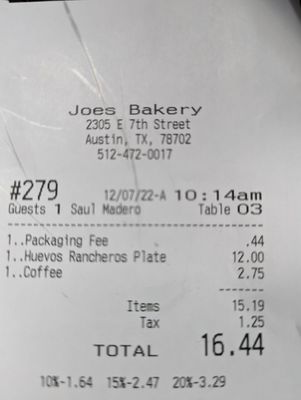 Joes Bakery
2305 E 7th Street
Austin, TX, 78702
512-472-0017
#279 12/07/22-A 10:14am
Guests 1 Saul Madero Table 03
1..Packaging Fee .44
1..Huevos Rancheros Plate 12.00
1..Coffee 2.75
Items 15.19
Tax 1.25
TOTAL 16.44
10%-1.64 15%-2.47 20%-3.29